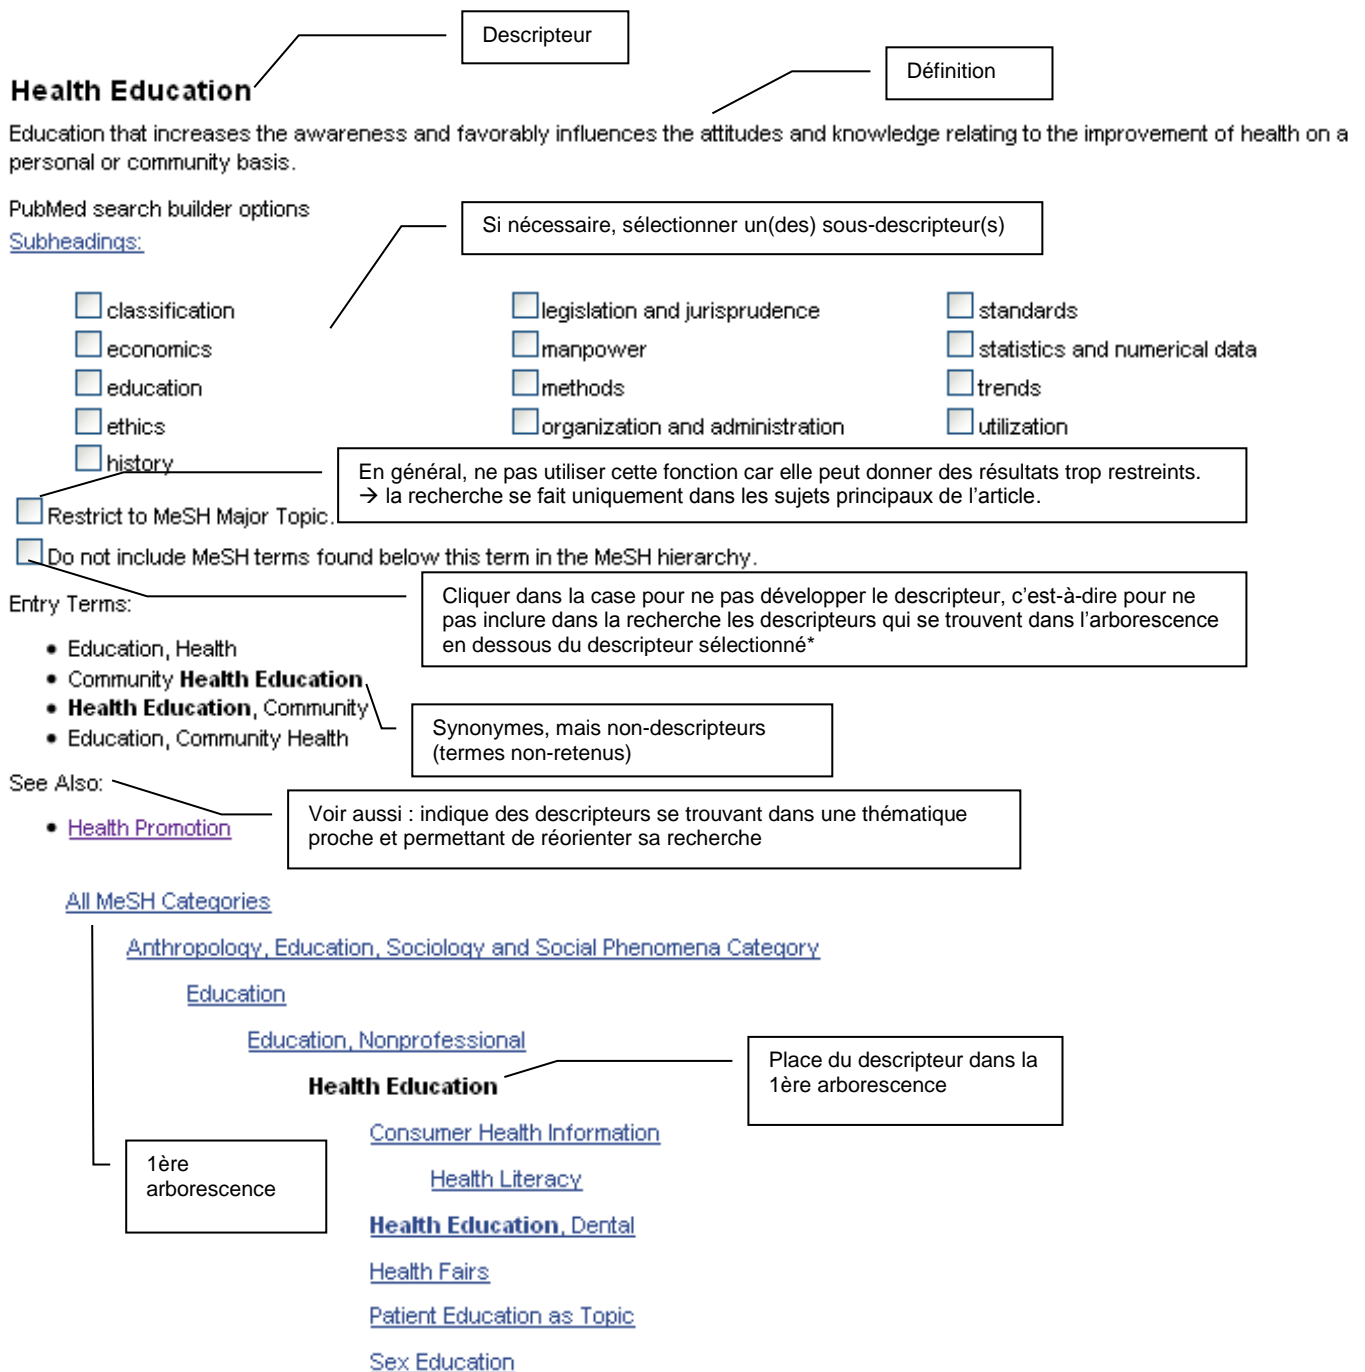 Descripteur
Définition
Health Education
Education that increases the awareness and favorably influences the attitudes and knowledge relating to the improvement of health on a
personal or community basis.
PubMed search builder options
Si nécessaire, sélectionner un(des) sous-descripteur(s)
Subheadings:
classification
legislation and jurisprudence
standards
economics
manpower
statistics and numerical data
education
methods
trends
ethics
organization and administration
utilization
history
En général, ne pas utiliser cette fonction car elle peut donner des résultats trop restreints.
→ la recherche se fait uniquement dans les sujets principaux de l'article.
Restrict to MeSH Major Topic.
Do not include MeSH terms found below this term in the MeSH hierarchy.
Cliquer dans la case pour ne pas développer le descripteur, c'est-à-dire pour ne
pas inclure dans la recherche les descripteurs qui se trouvent dans l'arborescence
en dessous du descripteur sélectionné*
Entry Terms:
• Education, Health
• Community Health Education
• Health Education, Community
• Education, Community Health
Synonymes, mais non-descripteurs
(termes non-retenus)
See Also:
• Health Promotion
Voir aussi : indique des descripteurs se trouvant dans une thématique
proche et permettant de réorienter sa recherche
All MeSH Categories
Anthropology, Education, Sociology and Social Phenomena Category
Education
Education, Nonprofessional
Health Education
Place du descripteur dans la
1ère arborescence
Consumer Health Information
1ère
arborescence
Health Literacy
Health Education, Dental
Health Fairs
Patient Education as Topic
Sex Education